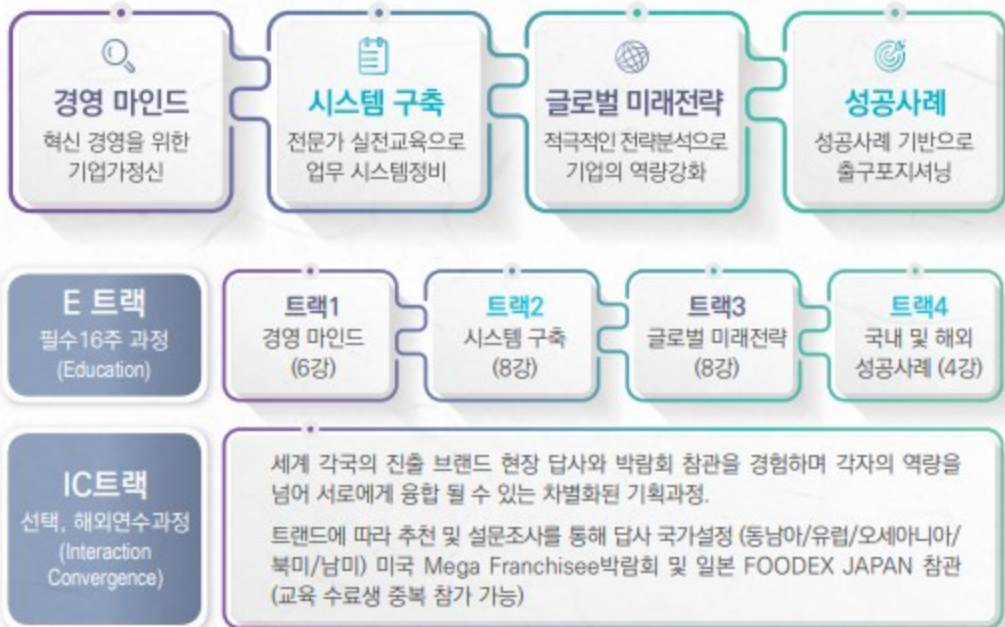 경영 마인드
혁신 경영을 위한
기업가정신
시스템 구축
전문가 실전교육으로
업무 시스템정비
글로벌 미래전략
적극적인 전략분석으로
기업의 역량강화
성공사례
성공사례 기반으로
출구포지셔닝
E 트랙
필수16주 과정
(Education)
트랙1
경영 마인드
(6강)
트랙2
시스템 구축
(8강)
트랙3
글로벌 미래전략
(8강)
트랙4
국내 및 해외
성공사례 (4강)
IC트랙
선택, 해외연수과정
(Interaction
Convergence)
세계 각국의 진출 브랜드 현장 답사와 박람회 참관을 경험하며 각자의 역량을
넘어 서로에게 융합 될 수 있는 차별화된 기획과정.
트랜드에 따라 추천 및 설문조사를 통해 답사 국가설정 (동남아/유럽/오세아니아/
북미/남미) 미국 Mega Franchisee박람회 및 일본 FOODEX JAPAN 참관
(교육 수료생 중복 참가 가능)